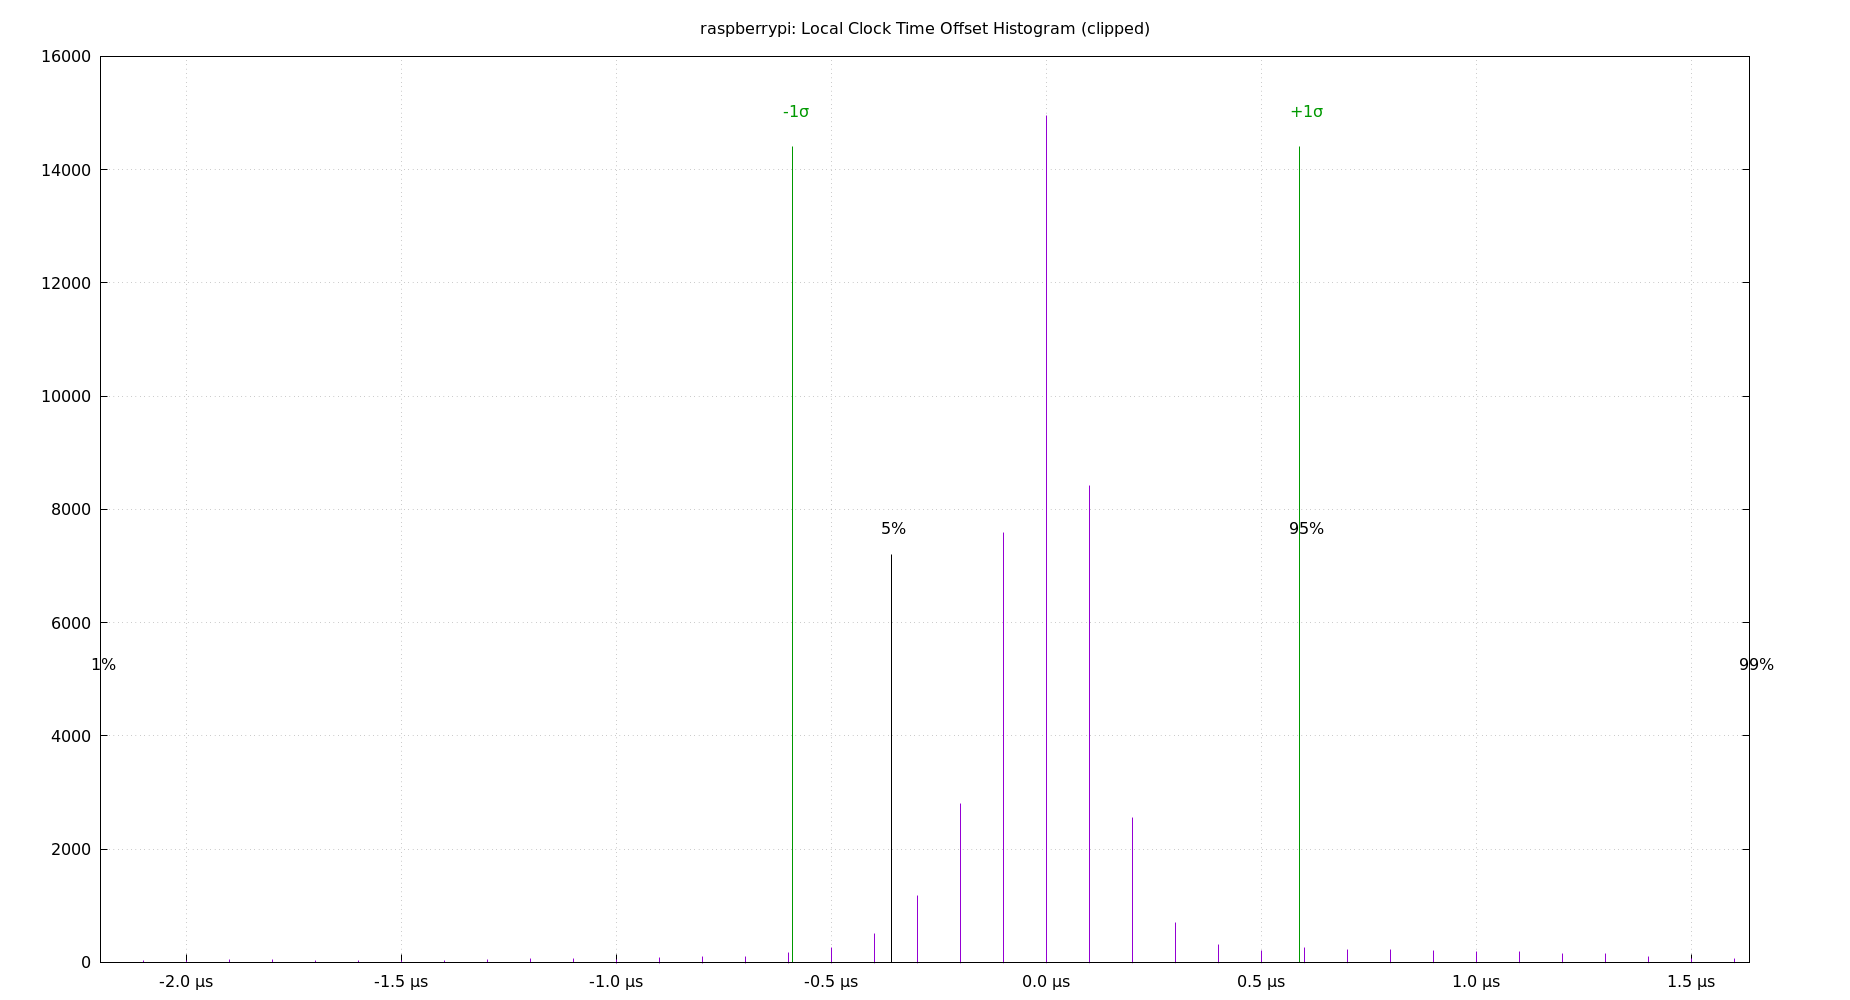 raspberrypi: Local Clock Time Offset Histogram (clipped)
16000
-1σ
+1σ
14000
12000
10000
8000
5%
95%
6000
1%
99%
4000
2000
0
-2.0 µs
-1.5 µs
-1.0 µs
-0.5 µs
0.0 µs
0.5 µs
1.0 µs
1.5 µs